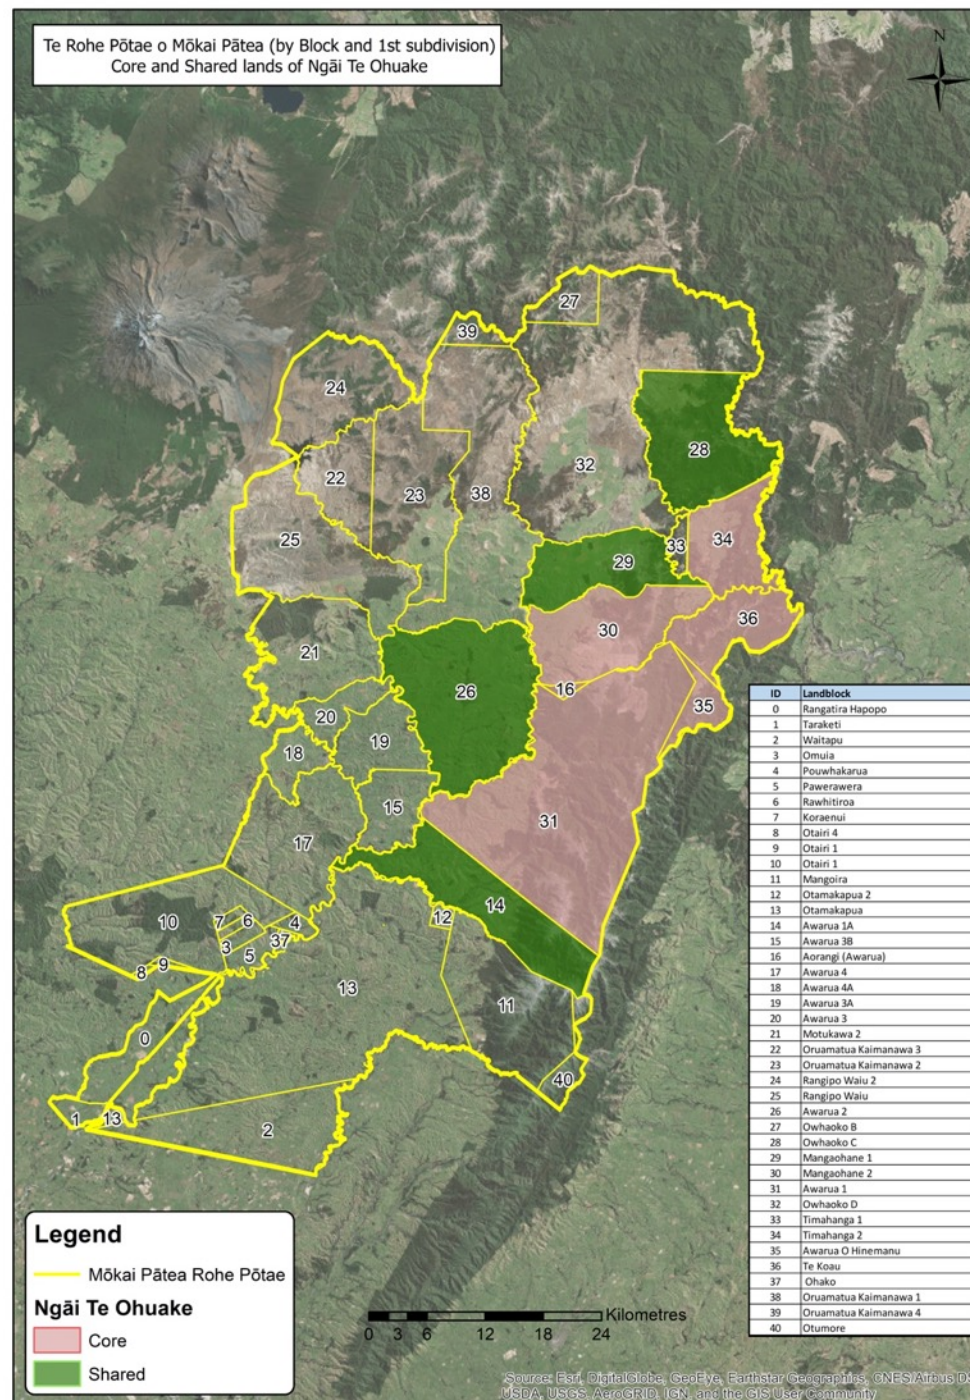 Te Rohe Pōtae o Mōkai Pātea (by Block and 1st subdivision)
Core and Shared lands of Ngāi Te Ohuake
N
27
39
24
28
32
22
23
38
25
33
34
29
36
30
21
16
26
35
20
19
18
15
31
17
14
10
7
6
4
12
3
37
5
9
8
13
11
0
40
1
13
2
ID Landblock
0 Rangatira Hapopo
1 Taraketi
2 Waitapu
3 Omuia
4 Pouwhakarua
5 Pawerawera
6 Rawhitiroa
7 Koraenui
8 Otairi 4
9 Otairi 1
10 Otairi 1
11 Mangoira
12 Otamakapua 2
13 Otamakapua
14 Awarua 1A
15 Awarua 3B
16 Aorangi (Awarua)
17 Awarua 4
18 Awarua 4A
19 Awarua 3A
20 Awarua 3
21 Motukawa 2
22 Oruamatua Kaimanawa 3
23 Oruamatua Kaimanawa 2
24 Rangipo Waiu 2
25 Rangipo Waiu
26 Awarua 2
27 Owhaoko B
28 Owhaoko C
29 Mangaohane 1
30 Mangaohane 2
31 Awarua 1
32 Owhaoko D
33 Timahanga 1
34 Timahanga 2
35 Awarua O Hinemanu
36 Te Koau
37 Ohako
38 Oruamatua Kaimanawa 1
39 Oruamatua Kaimanawa 4
40 Otumore
Legend
Mōkai Pātea Rohe Pōtae
Ngāi Te Ohuake
Core
Shared
Kilometres
0 3 6 12 18 24
Source: Esri, DigitalGlobe, GeoEye, Earthstar Geographics, CNES/Airbus
USDA, USGS, AeroGRID, IGN, and the GIS User Community